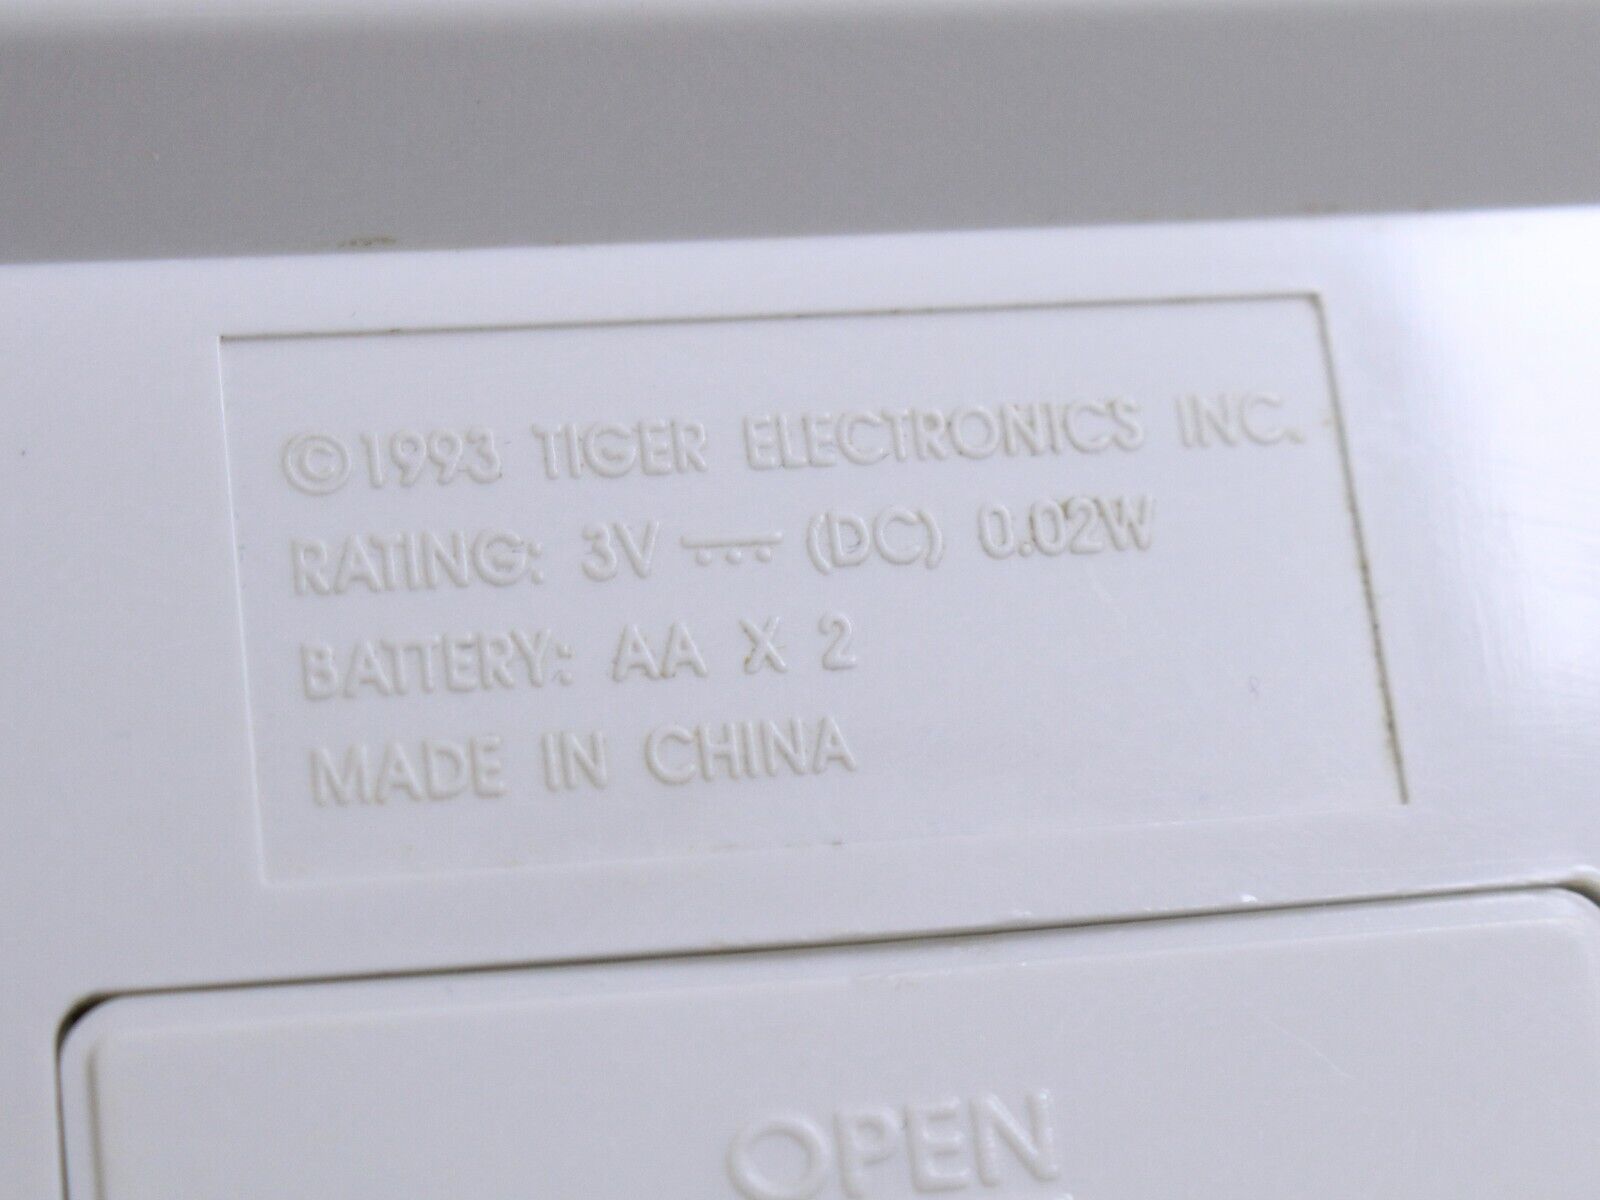 ©1993 TIGER ELECTRONICS INC.
RATING: 3V ⎓ (DC) 0.02W
BATTERY: AA X 2
MADE IN CHINA
OPEN